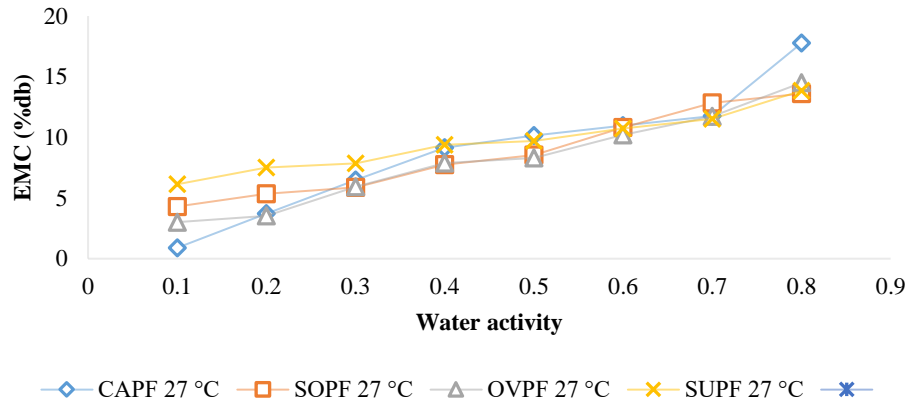 20
15
10
5
0
EMC (%db)
0 0.1 0.2 0.3 0.4 0.5 0.6 0.7 0.8 0.9
Water activity
CAPF 27 °C SOPF 27 °C OVPF 27 °C SUPF 27 °C